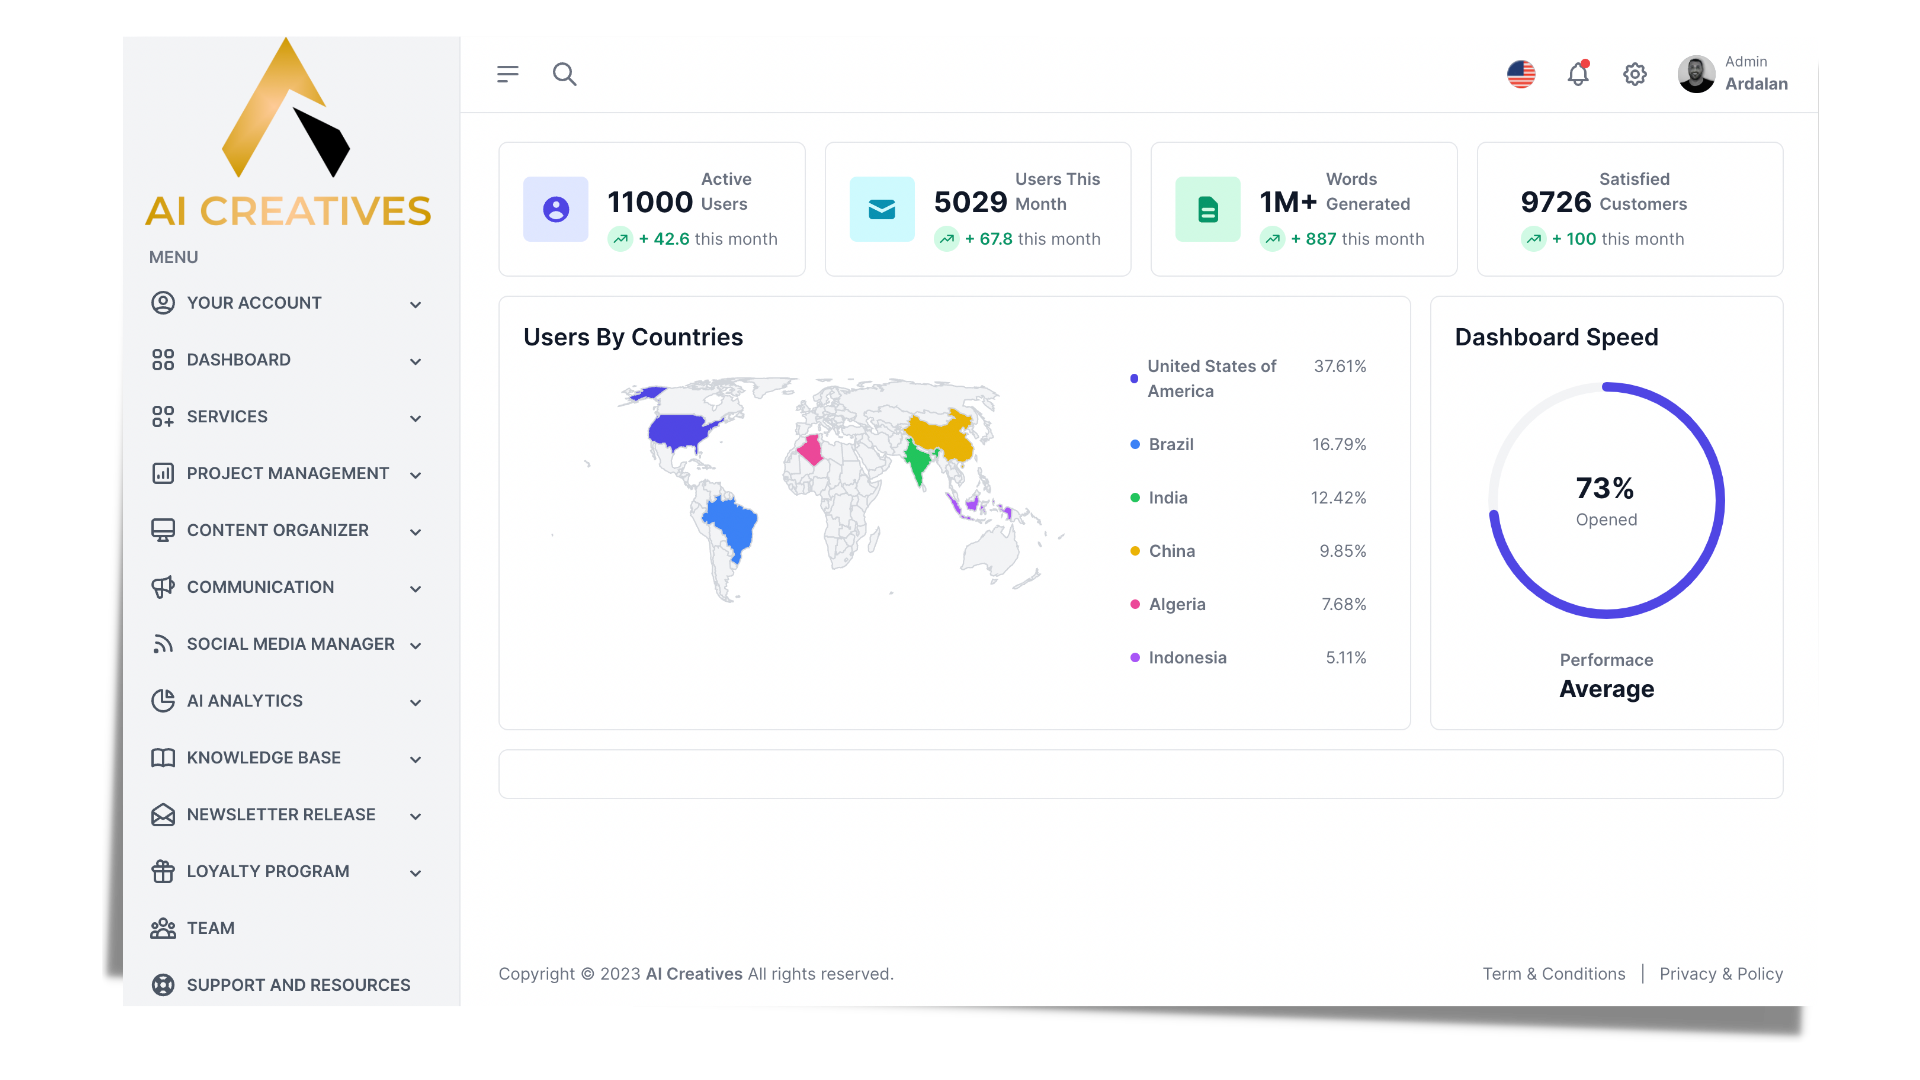 AI CREATIVES
MENU
YOUR ACCOUNT
DASHBOARD
SERVICES
PROJECT MANAGEMENT
CONTENT ORGANIZER
COMMUNICATION
SOCIAL MEDIA MANAGER
AI ANALYTICS
KNOWLEDGE BASE
NEWSLETTER RELEASE
LOYALTY PROGRAM
TEAM
SUPPORT AND RESOURCES
Admin
Ardalan
11000 Active Users
+ 42.6 this month
5029 Users This Month
+ 67.8 this month
1M+ Words Generated
+ 887 this month
9726 Satisfied Customers
+ 100 this month
Users By Countries
United States of America 37.61%
Brazil 16.79%
India 12.42%
China 9.85%
Algeria 7.68%
Indonesia 5.11%
Dashboard Speed
73%
Opened
Performace
Average
Copyright © 2023 AI Creatives All rights reserved.
Term & Conditions | Privacy & Policy